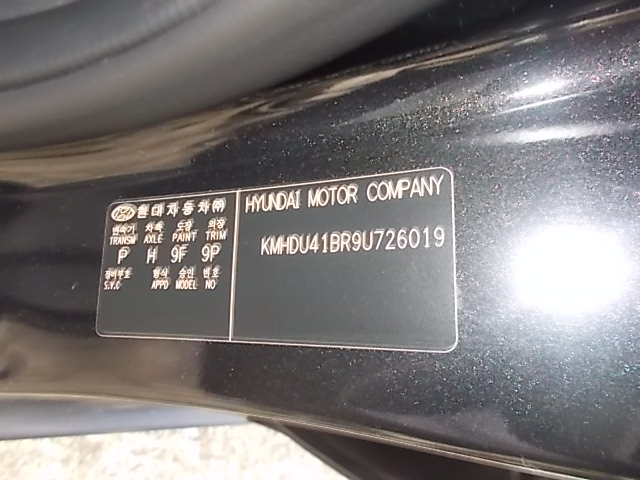 현대자동차(주)
변속기 차축 도장 의장
TRANSM AXLE PAINT TRIM
P H 9F 9P
정비부호 형식 승인 번호
S.V.C APPD MODEL NO
HYUNDAI MOTOR COMPANY
KMHDU41BR9U726019